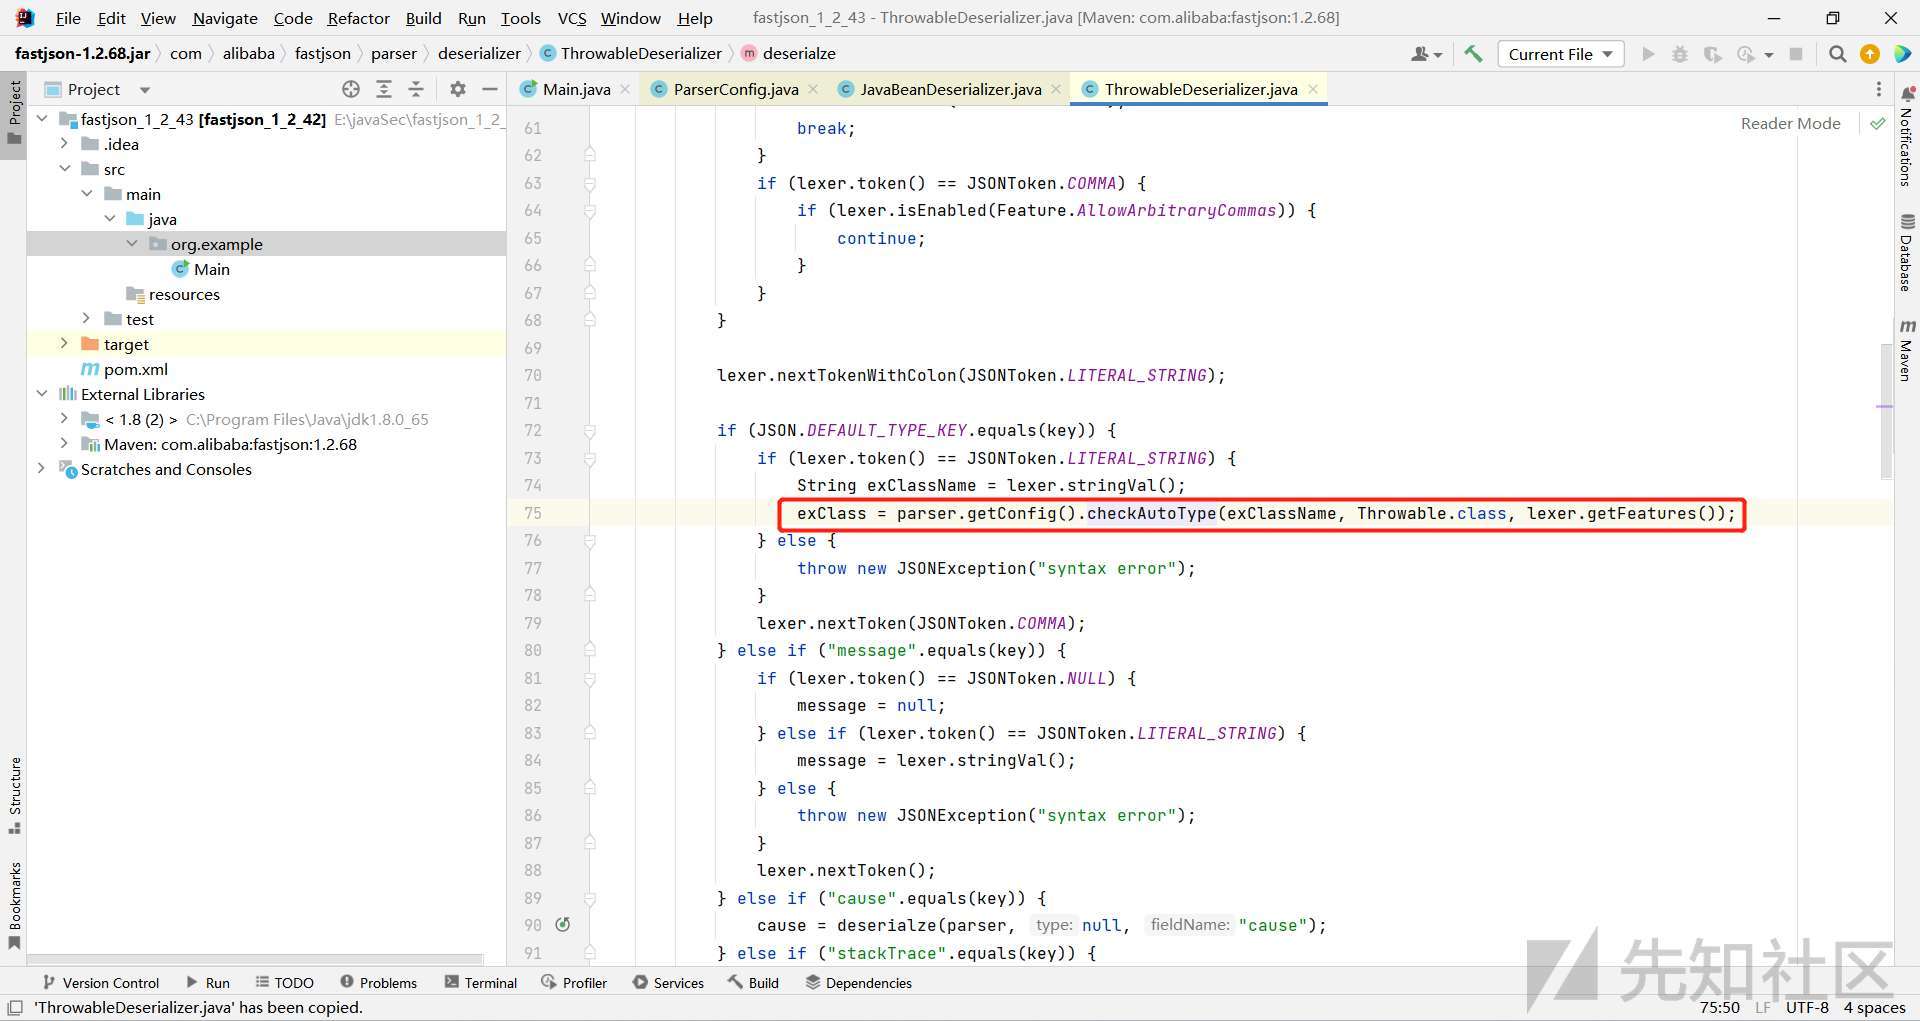 File Edit View Navigate Code Refactor Build Run Tools VCS Window Help fastjson_1_2_43 - ThrowableDeserializer.java [Maven: com.alibaba:fastjson:1.2.68]
fastjson-1.2.68.jar com alibaba fastjson parser deserializer ThrowableDeserializer deserialze Current File
Project
Main.java ParserConfig.java JavaBeanDeserializer.java ThrowableDeserializer.java
Reader Mode
fastjson_1_2_43 [fastjson_1_2_42] E:\javaSec\fastjson_1_2_
.idea
src
main
java
org.example
Main
resources
test
target
pom.xml
External Libraries
< 1.8 (2) > C:\Program Files\Java\jdk1.8.0_65
Maven: com.alibaba:fastjson:1.2.68
Scratches and Consoles
61 break;
62 }
63 if (lexer.token() == JSONToken.COMMA) {
64 if (lexer.isEnabled(Feature.AllowArbitraryCommas)) {
65 continue;
66 }
67 }
68 }
69
70 lexer.nextTokenWithColon(JSONToken.LITERAL_STRING);
71
72 if (JSON.DEFAULT_TYPE_KEY.equals(key)) {
73 if (lexer.token() == JSONToken.LITERAL_STRING) {
74 String exClassName = lexer.stringVal();
75 exClass = parser.getConfig().checkAutoType(exClassName, Throwable.class, lexer.getFeatures());
76 } else {
77 throw new JSONException("syntax error");
78 }
79 lexer.nextToken(JSONToken.COMMA);
80 } else if ("message".equals(key)) {
81 if (lexer.token() == JSONToken.NULL) {
82 message = null;
83 } else if (lexer.token() == JSONToken.LITERAL_STRING) {
84 message = lexer.stringVal();
85 } else {
86 throw new JSONException("syntax error");
87 }
88 lexer.nextToken();
89 } else if ("cause".equals(key)) {
90 cause = deserialze(parser, type: null, fieldName: "cause");
91 } else if ("stackTrace".equals(key)) {
Project
Structure
Bookmarks
Notifications
Database
Maven
Version Control Run TODO Problems Terminal Profiler Services Build Dependencies
'ThrowableDeserializer.java' has been copied.
75:50 LF UTF-8 4 spaces
先知社区